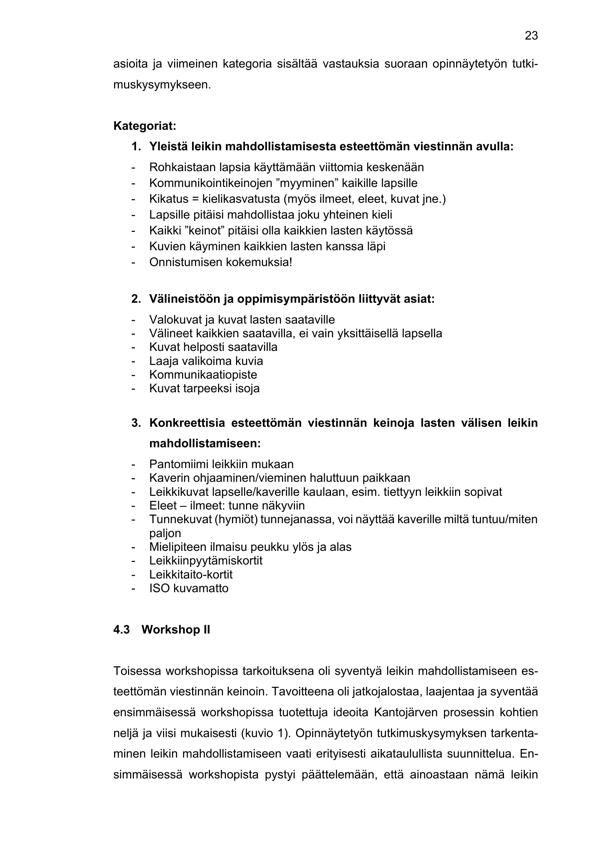 23
asioita ja viimeinen kategoria sisältää vastauksia suoraan opinnäytetyön tutki-
muskysymykseen.
Kategoriat:
1. Yleistä leikin mahdollistamisesta esteettömän viestinnän avulla:
- Rohkaistaan lapsia käyttämään viittomia keskenään
- Kommunikointikeinojen ”myyminen” kaikille lapsille
- Kikatus = kielikasvatusta (myös ilmeet, eleet, kuvat jne.)
- Lapsille pitäisi mahdollistaa joku yhteinen kieli
- Kaikki ”keinot” pitäisi olla kaikkien lasten käytössä
- Kuvien käyminen kaikkien lasten kanssa läpi
- Onnistumisen kokemuksia!
2. Välineistöön ja oppimisympäristöön liittyvät asiat:
- Valokuvat ja kuvat lasten saataville
- Välineet kaikkien saatavilla, ei vain yksittäisellä lapsella
- Kuvat helposti saatavilla
- Laaja valikoima kuvia
- Kommunikaatiopiste
- Kuvat tarpeeksi isoja
3. Konkreettisia esteettömän viestinnän keinoja lasten välisen leikin
mahdollistamiseen:
- Pantomiimi leikkiin mukaan
- Kaverin ohjaaminen/vieminen haluttuun paikkaan
- Leikkikuvat lapselle/kaverille kaulaan, esim. tiettyyn leikkiin sopivat
- Eleet – ilmeet: tunne näkyviin
- Tunnekuvat (hymiöt) tunnejanassa, voi näyttää kaverille miltä tuntuu/miten
paljon
- Mielipiteen ilmaisu peukku ylös ja alas
- Leikkiinpyytämiskortit
- Leikkitaito-kortit
- ISO kuvamatto
4.3 Workshop II
Toisessa workshopissa tarkoituksena oli syventyä leikin mahdollistamiseen es-
teettömän viestinnän keinoin. Tavoitteena oli jatkojalostaa, laajentaa ja syventää
ensimmäisessä workshopissa tuotettuja ideoita Kantojärven prosessin kohtien
neljä ja viisi mukaisesti (kuvio 1). Opinnäytetyön tutkimuskysymyksen tarkenta-
minen leikin mahdollistamiseen vaati erityisesti aikataulullista suunnittelua. En-
simmäisessä workshopista pystyi päättelemään, että ainoastaan nämä leikin